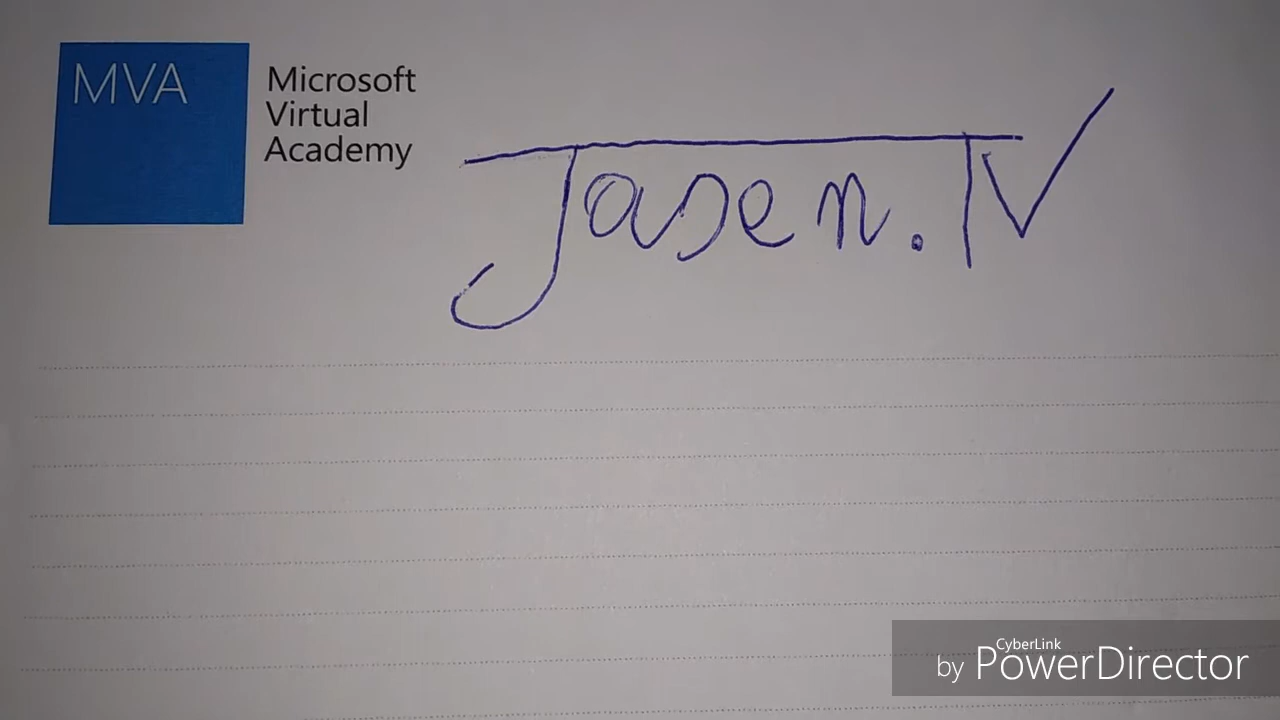 MVA
Microsoft
Virtual
Academy
Jasen.TV
CyberLink
by PowerDirector